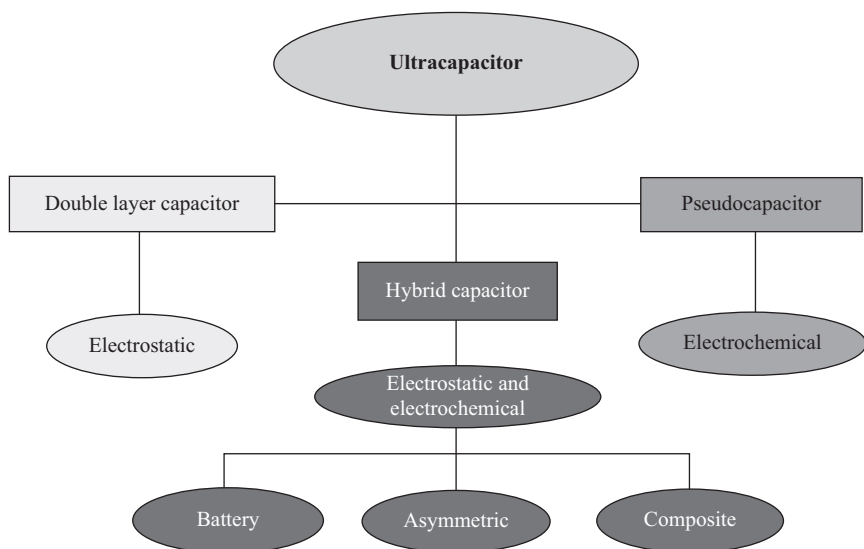 Ultracapacitor
Double layer capacitor
Pseudocapacitor
Hybrid capacitor
Electrostatic
Electrochemical
Electrostatic and
electrochemical
Battery
Asymmetric
Composite